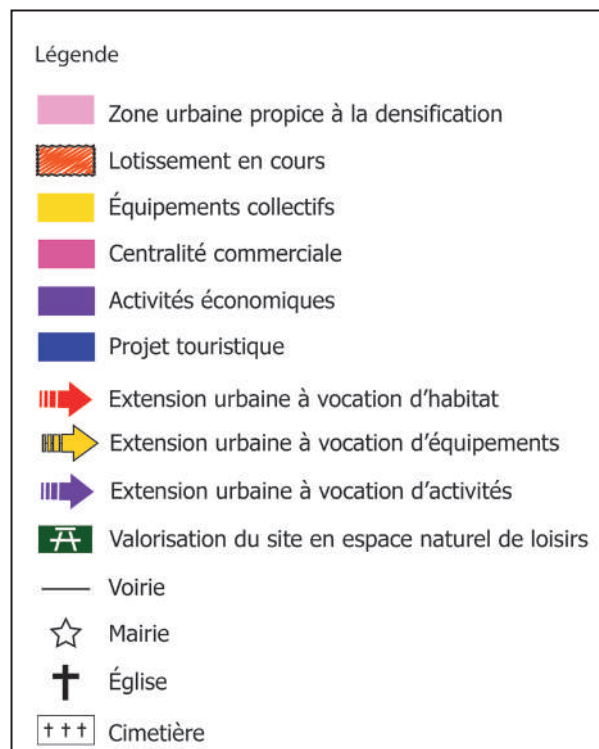 Légende
Zone urbaine propice à la densification
Lotissement en cours
Équipements collectifs
Centralité commerciale
Activités économiques
Projet touristique
Extension urbaine à vocation d'habitat
Extension urbaine à vocation d'équipements
Extension urbaine à vocation d'activités
Valorisation du site en espace naturel de loisirs
Voirie
Mairie
Église
Cimetière